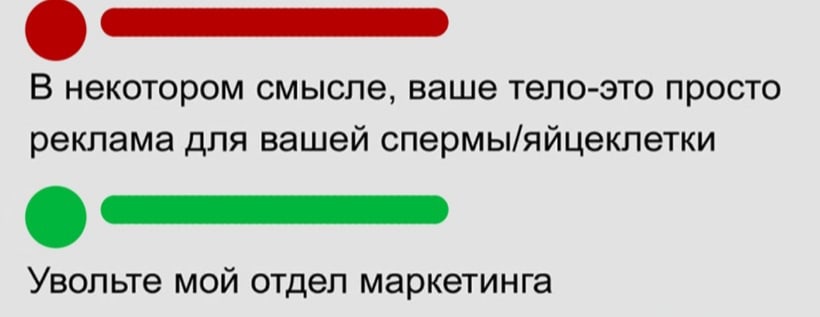 В некотором смысле, ваше тело-это просто
реклама для вашей спермы/яйцеклетки
Увольте мой отдел маркетинга